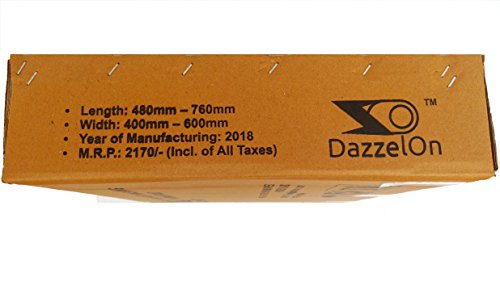 • Length: 480mm – 760mm
• Width: 400mm – 600mm
• Year of Manufacturing: 2018
• M.R.P.: 2170/- (Incl. of All Taxes)
TM
DazzelOn